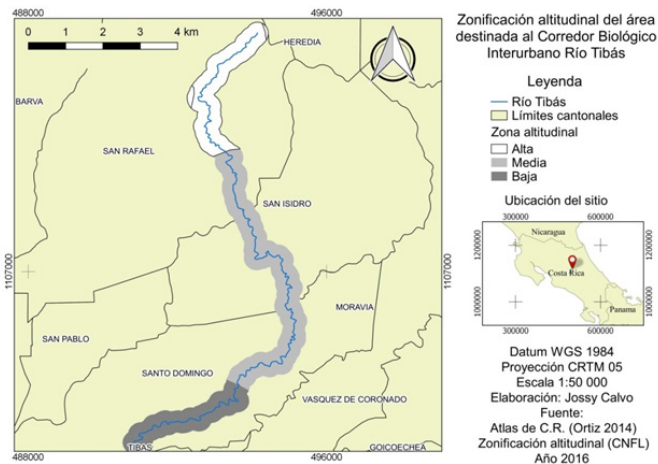 488000
496000
0 1 2 3 4 km
HEREDIA
BARVA
SAN RAFAEL
SAN ISIDRO
1107000
1107000
MORAVIA
SAN PABLO
SANTO DOMINGO
VASQUEZ DE CORONADO
TIBAS
GOICOECHEA
488000
496000
Zonificación altitudinal del área
destinada al Corredor Biológico
Interurbano Río Tibás
Leyenda
Río Tibás
Límites cantonales
Zona altitudinal
Alta
Media
Baja
Ubicación del sitio
300000
600000
Nicaragua
1200000
1200000
Costa Rica
1000000
1000000
Panama
300000
600000
Datum WGS 1984
Proyección CRTM 05
Escala 1:50 000
Elaboración: Jossy Calvo
Fuente:
Atlas de C.R. (Ortiz 2014)
Zonificación altitudinal (CNFL)
Año 2016